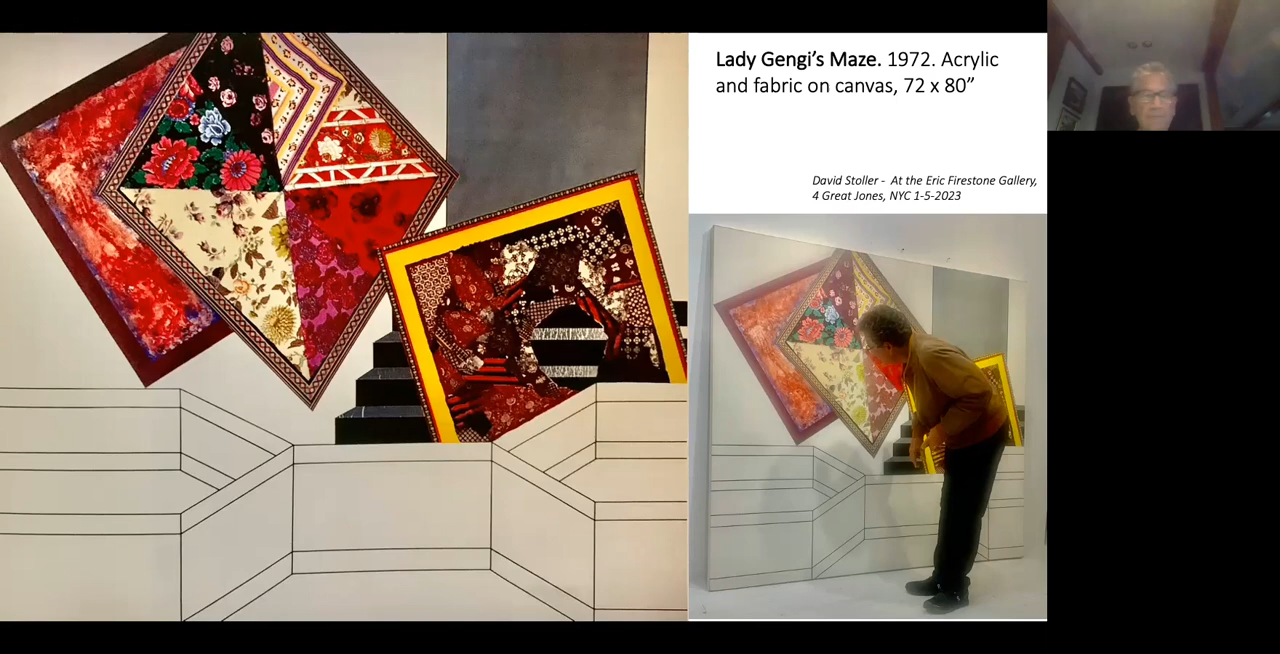 Lady Gengi’s Maze. 1972. Acrylic
and fabric on canvas, 72 x 80”
David Stoller - At the Eric Firestone Gallery,
4 Great Jones, NYC 1-5-2023